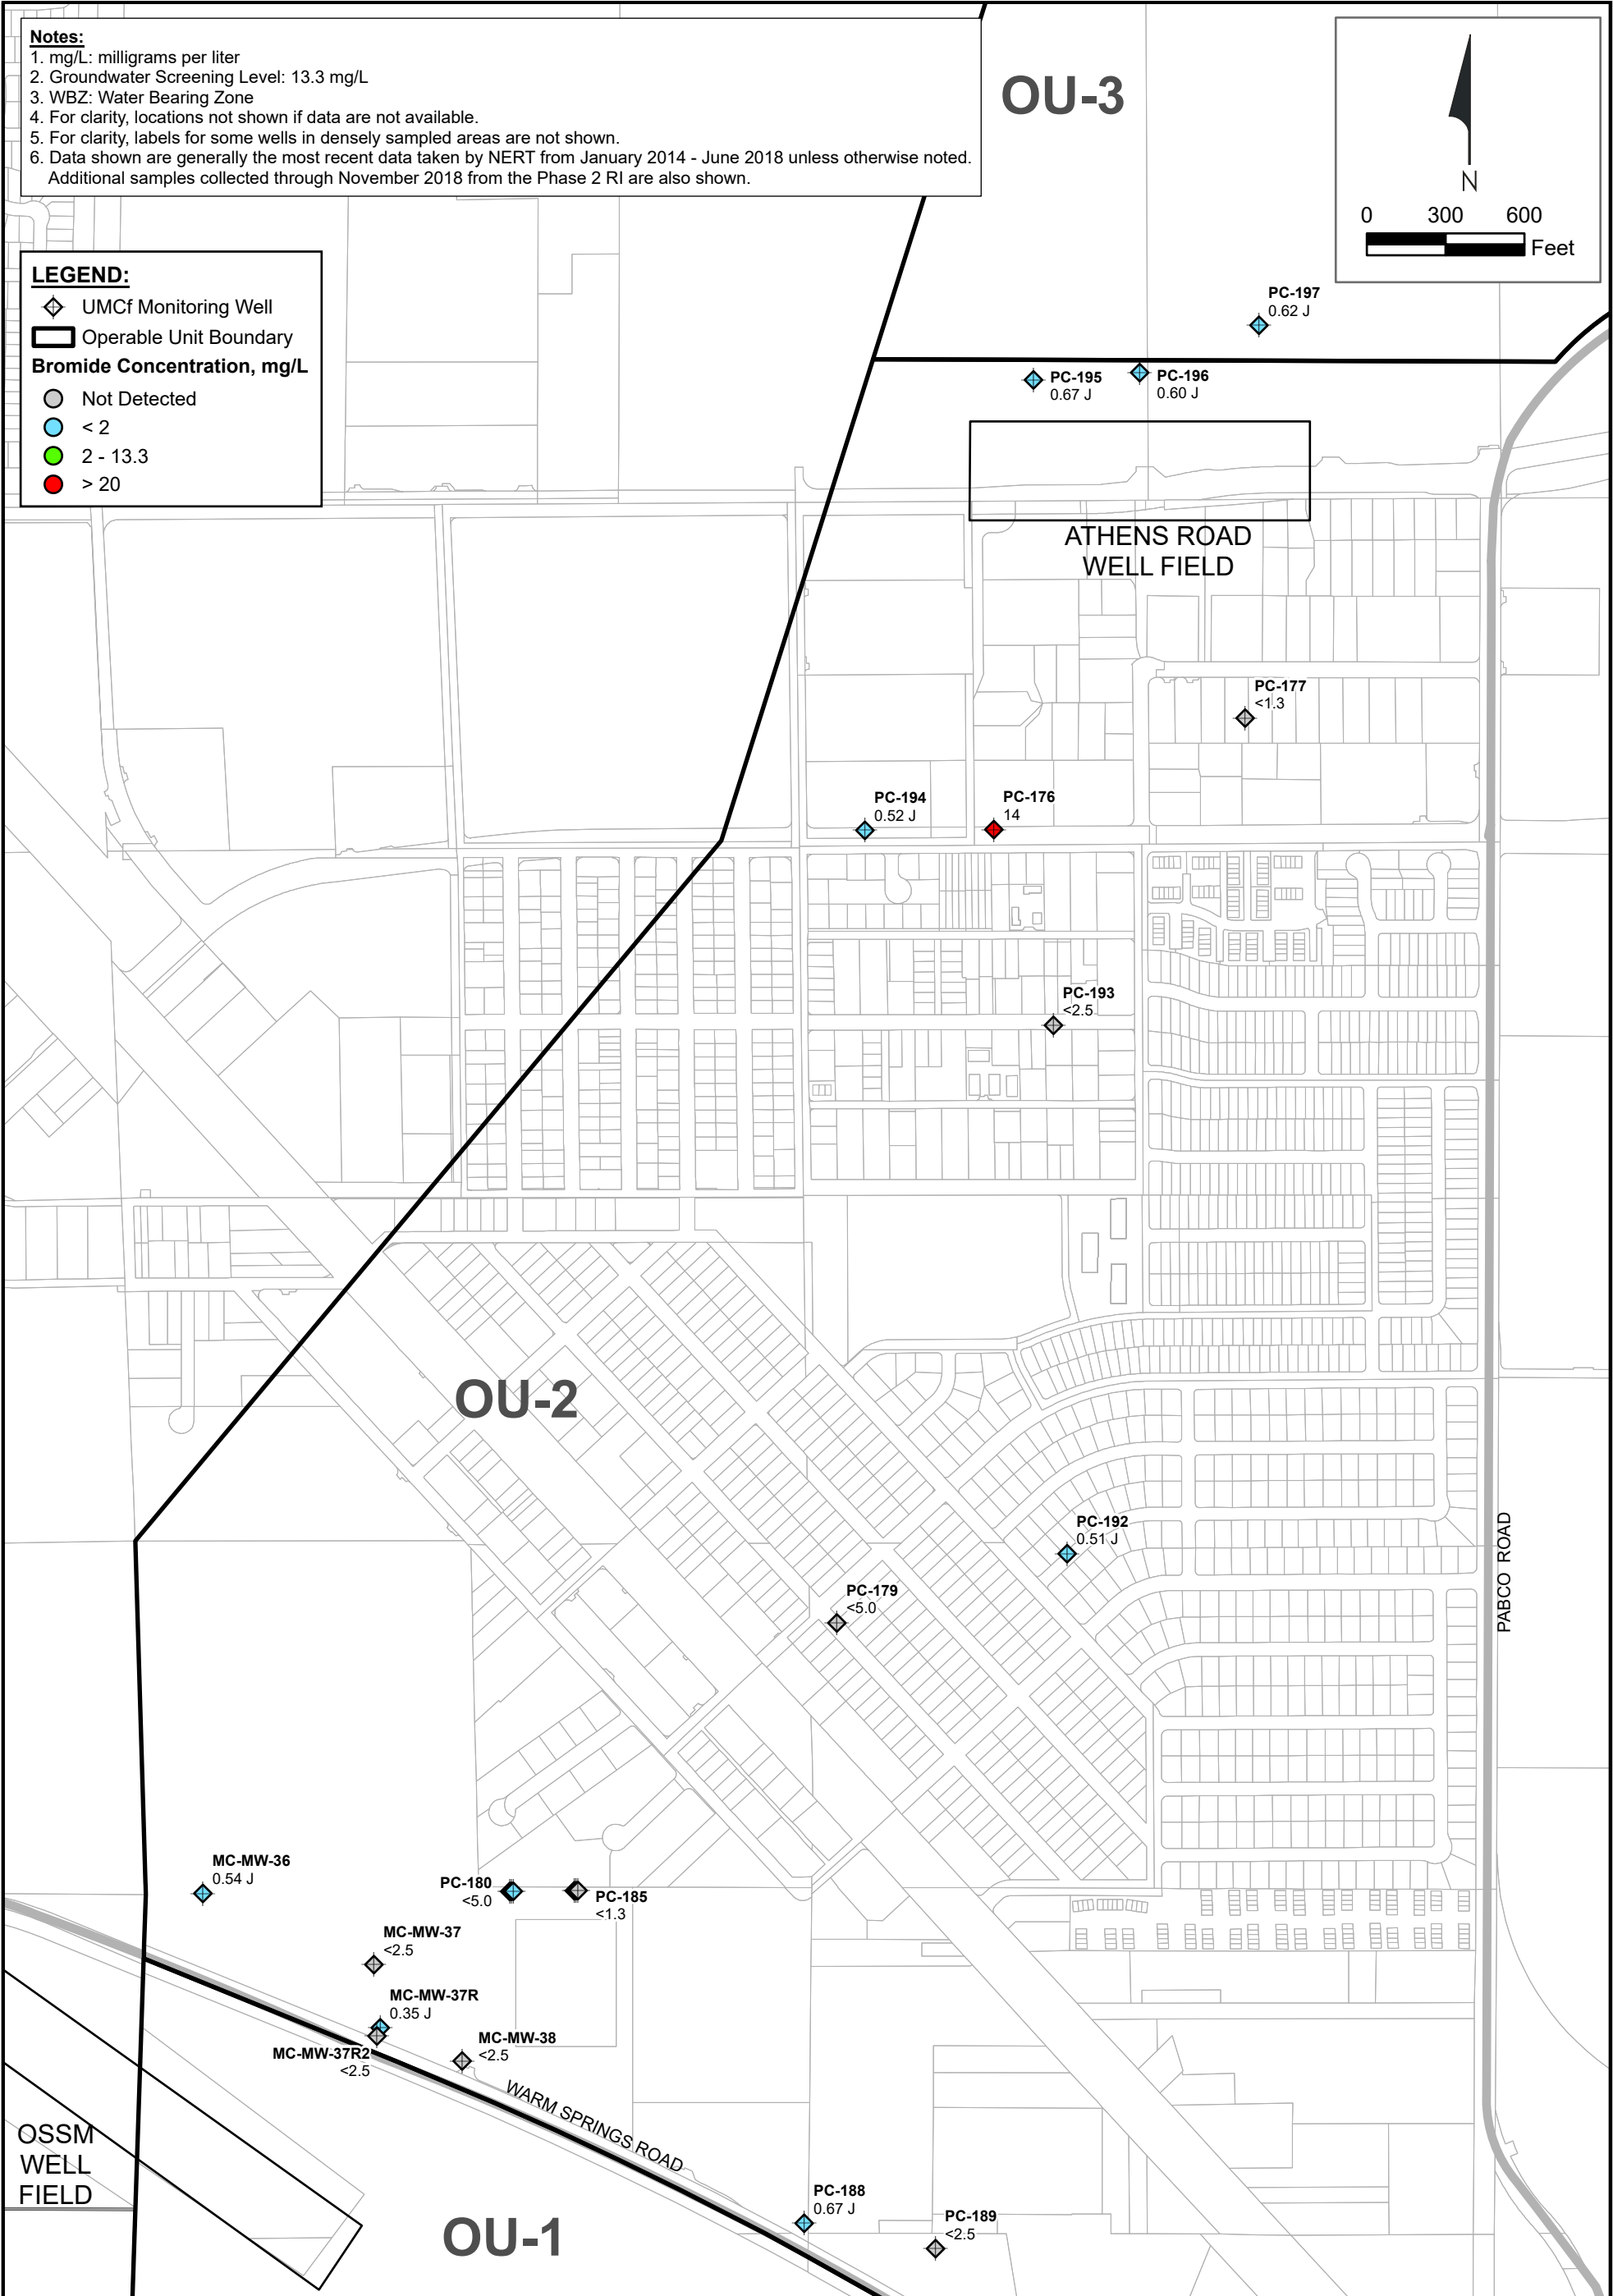 Notes:
1. mg/L: milligrams per liter
2. Groundwater Screening Level: 13.3 mg/L
3. WBZ: Water Bearing Zone
4. For clarity, locations not shown if data are not available.
5. For clarity, labels for some wells in densely sampled areas are not shown.
6. Data shown are generally the most recent data taken by NERT from January 2014 - June 2018 unless otherwise noted.
Additional samples collected through November 2018 from the Phase 2 RI are also shown.
OU-3
N
0 300 600
Feet
LEGEND:
UMCf Monitoring Well
Operable Unit Boundary
Bromide Concentration, mg/L
Not Detected
< 2
2 - 13.3
> 20
PC-197
0.62 J
PC-195
0.67 J
PC-196
0.60 J
ATHENS ROAD
WELL FIELD
PC-177
<1.3
PC-194
0.52 J
PC-176
14
PC-193
<2.5
OU-2
PC-192
0.51 J
PABCO ROAD
PC-179
<5.0
MC-MW-36
0.54 J
PC-180
<5.0
PC-185
<1.3
MC-MW-37
<2.5
MC-MW-37R
0.35 J
MC-MW-37R2
<2.5
MC-MW-38
<2.5
WARM SPRINGS ROAD
OSSM
WELL
FIELD
PC-188
0.67 J
PC-189
<2.5
OU-1